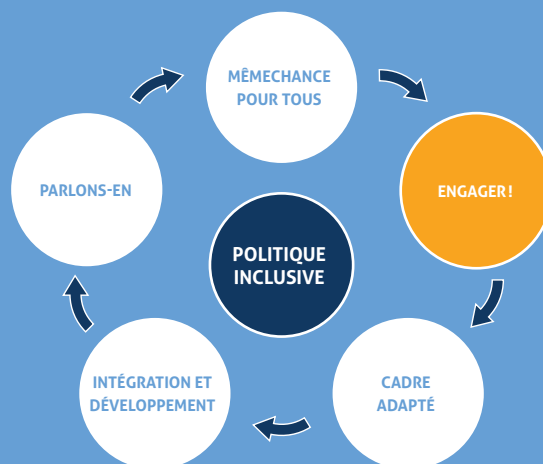 MÊMECHANCE
POUR TOUS
ENGAGER !
CADRE
ADAPTÉ
INTÉGRATION ET
DÉVELOPPEMENT
PARLONS-EN
POLITIQUE
INCLUSIVE